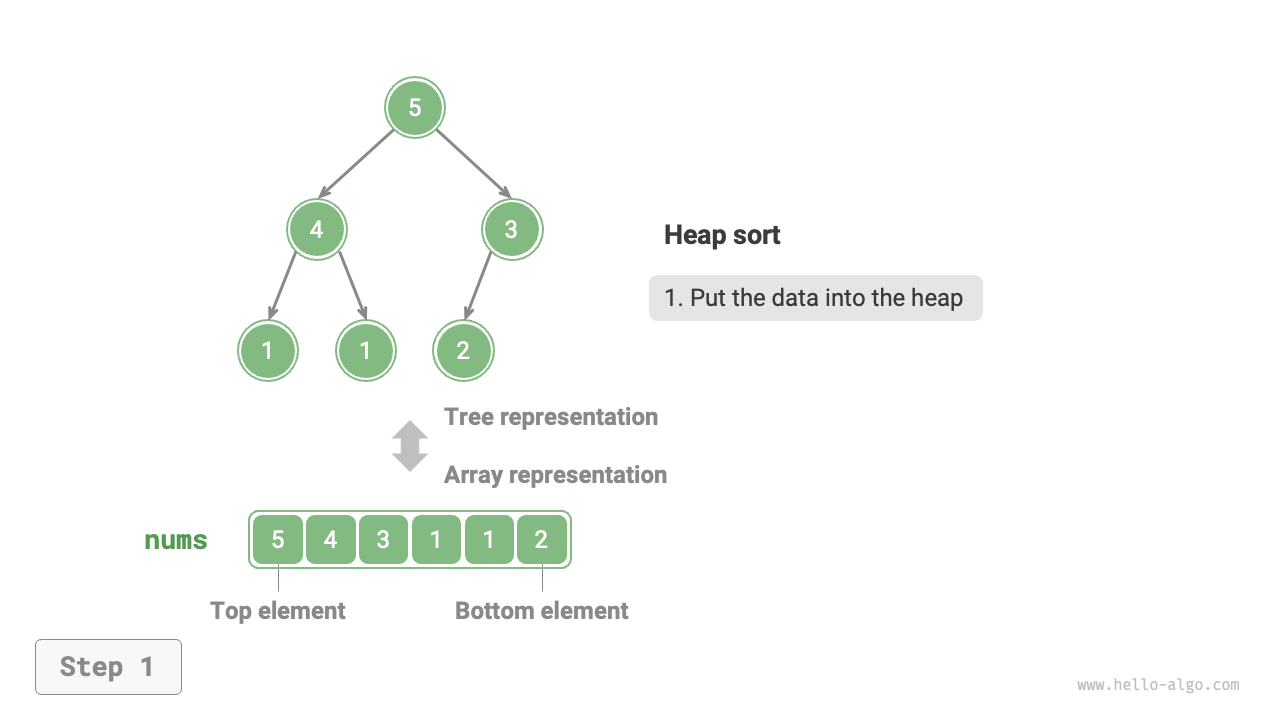 5
4 3
1 1 2
Heap sort
1. Put the data into the heap
Tree representation
Array representation
nums 5 4 3 1 1 2
Top element Bottom element
Step 1
www.hello-algo.com